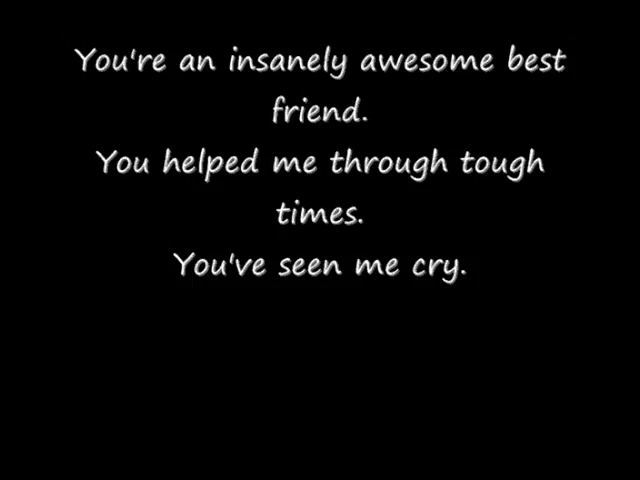 You're an insanely awesome best
friend.
You helped me through tough
times.
You've seen me cry.